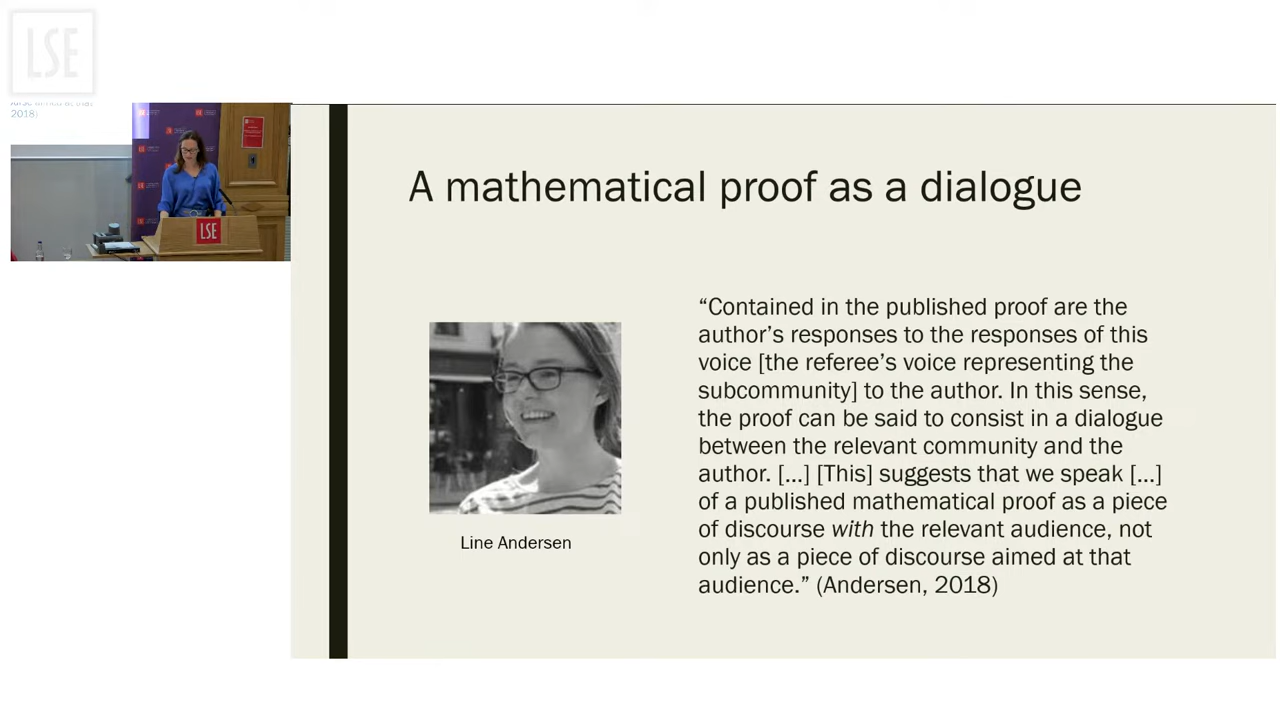 LSE
2018)
LSE
A mathematical proof as a dialogue
“Contained in the published proof are the
author’s responses to the responses of this
voice [the referee’s voice representing the
subcommunity] to the author. In this sense,
the proof can be said to consist in a dialogue
between the relevant community and the
author. [...] [This] suggests that we speak [...]
of a published mathematical proof as a piece
of discourse with the relevant audience, not
only as a piece of discourse aimed at that
audience.” (Andersen, 2018)
Line Andersen